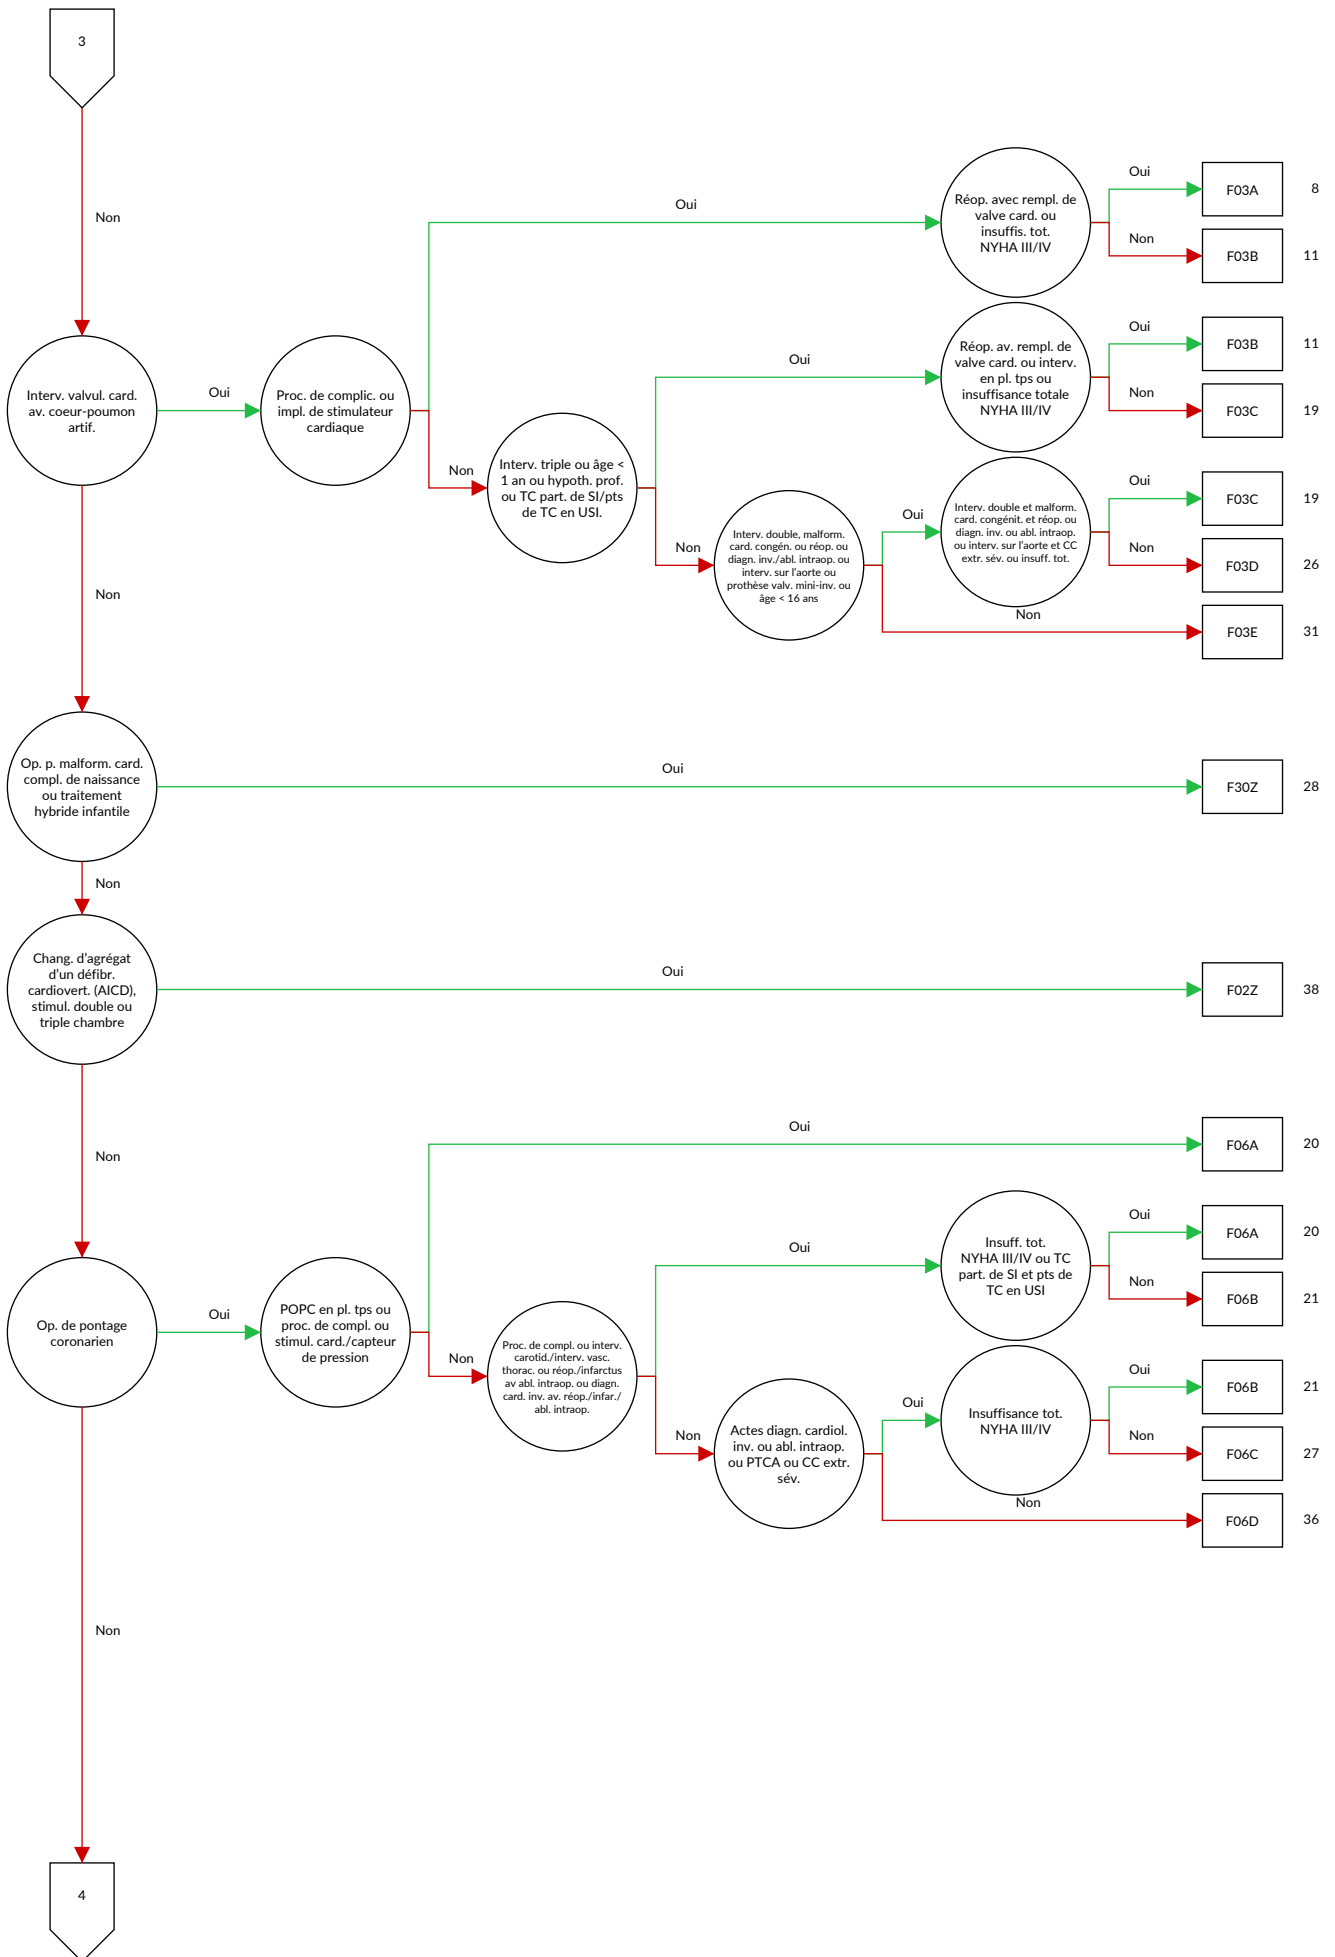 3
Non
Interv. valvul. card.
av. coeur-poumon
artif.
Oui
Proc. de complic. ou
impl. de stimulateur
cardiaque
Oui
Réop. avec rempl. de
valve card. ou
insuffis. tot.
NYHA III/IV
Oui
F03A
8
Non
F03B
11
Non
Interv. triple ou âge <
1 an ou hypoth. prof.
ou TC part. de SI/pts
de TC en USI.
Oui
Réop. av. rempl. de
valve card. ou interv.
en pl. tps ou
insuffisance totale
NYHA III/IV
Oui
F03B
11
Non
F03C
19
Non
Interv. double, malform.
card. congén. ou réop. ou
diagn. inv./abl. intraop. ou
interv. sur l'aorte ou
prothèse valv. mini-inv. ou
âge < 16 ans
Oui
Interv. double et malform.
card. congénit. et réop. ou
diagn. inv. ou abl. intraop.
ou interv. sur l'aorte et CC
extr. sév. ou insuff. tot.
Oui
F03C
19
Non
F03D
26
Non
F03E
31
Non
Op. p. malform. card.
compl. de naissance
ou traitement
hybride infantile
Oui
F30Z
28
Non
Chang. d'agrégat
d'un défibr.
cardiovert. (AICD),
stimul. double ou
triple chambre
Oui
F02Z
38
Non
Op. de pontage
coronarien
Oui
POPC en pl. tps ou
proc. de compl. ou
stimul. card./capteur
de pression
Oui
F06A
20
Non
Proc. de compl. ou interv.
carotid./interv. vasc.
thorac. ou réop./infarctus
av abl. intraop. ou diagn.
card. inv. av. réop./infar./
abl. intraop.
Oui
Insuff. tot.
NYHA III/IV ou TC
part. de SI et pts de
TC en USI
Oui
F06A
20
Non
F06B
21
Non
Actes diagn. cardiol.
inv. ou abl. intraop.
ou PTCA ou CC extr.
sév.
Oui
Insuffisance tot.
NYHA III/IV
Oui
F06B
21
Non
F06C
27
Non
F06D
36
Non
4